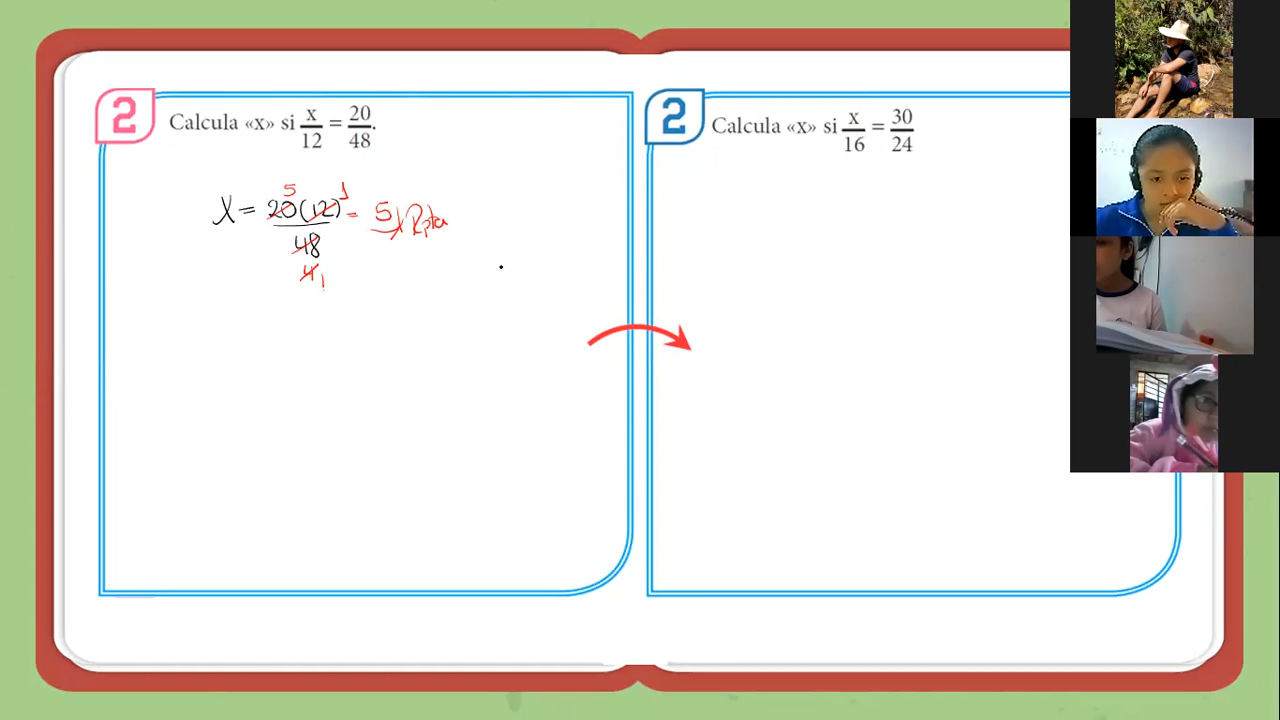 2 Calcula «x» si x/12 = 20/48.
X = 20(12)/48 = 5 Rpta
5 1
4 1
2 Calcula «x» si x/16 = 30/24